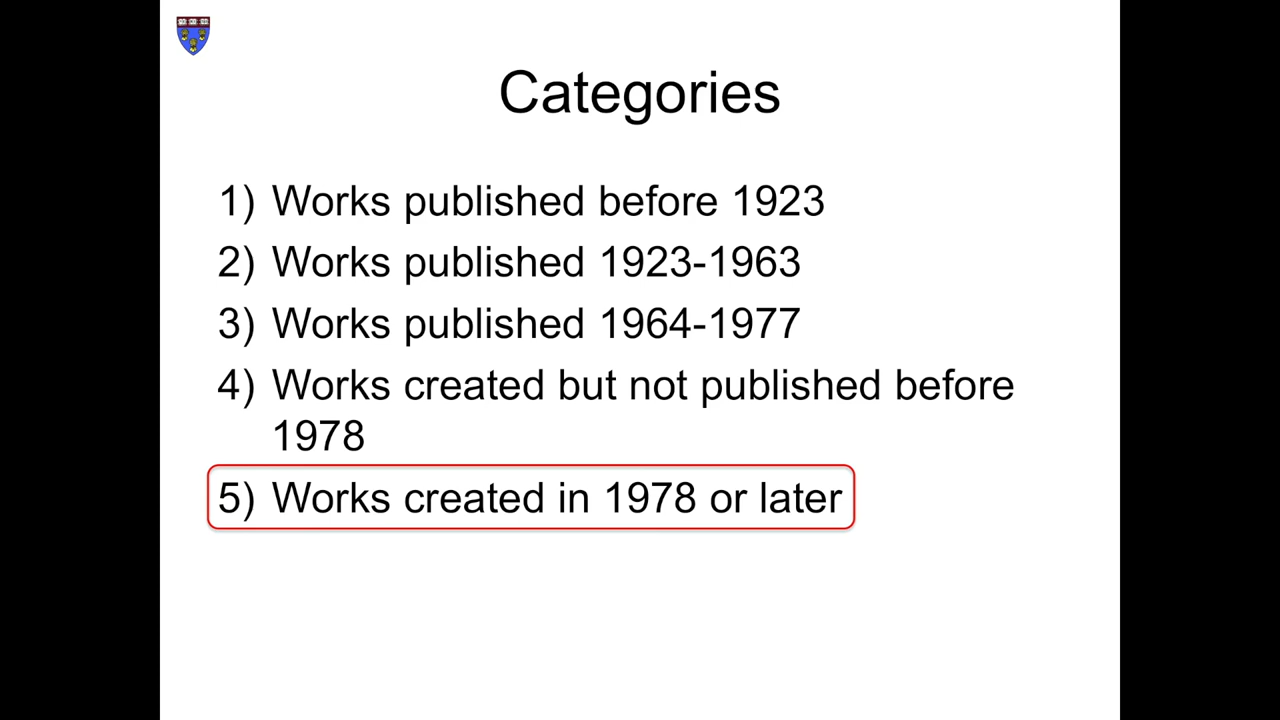 Categories
1) Works published before 1923
2) Works published 1923-1963
3) Works published 1964-1977
4) Works created but not published before
1978
5) Works created in 1978 or later